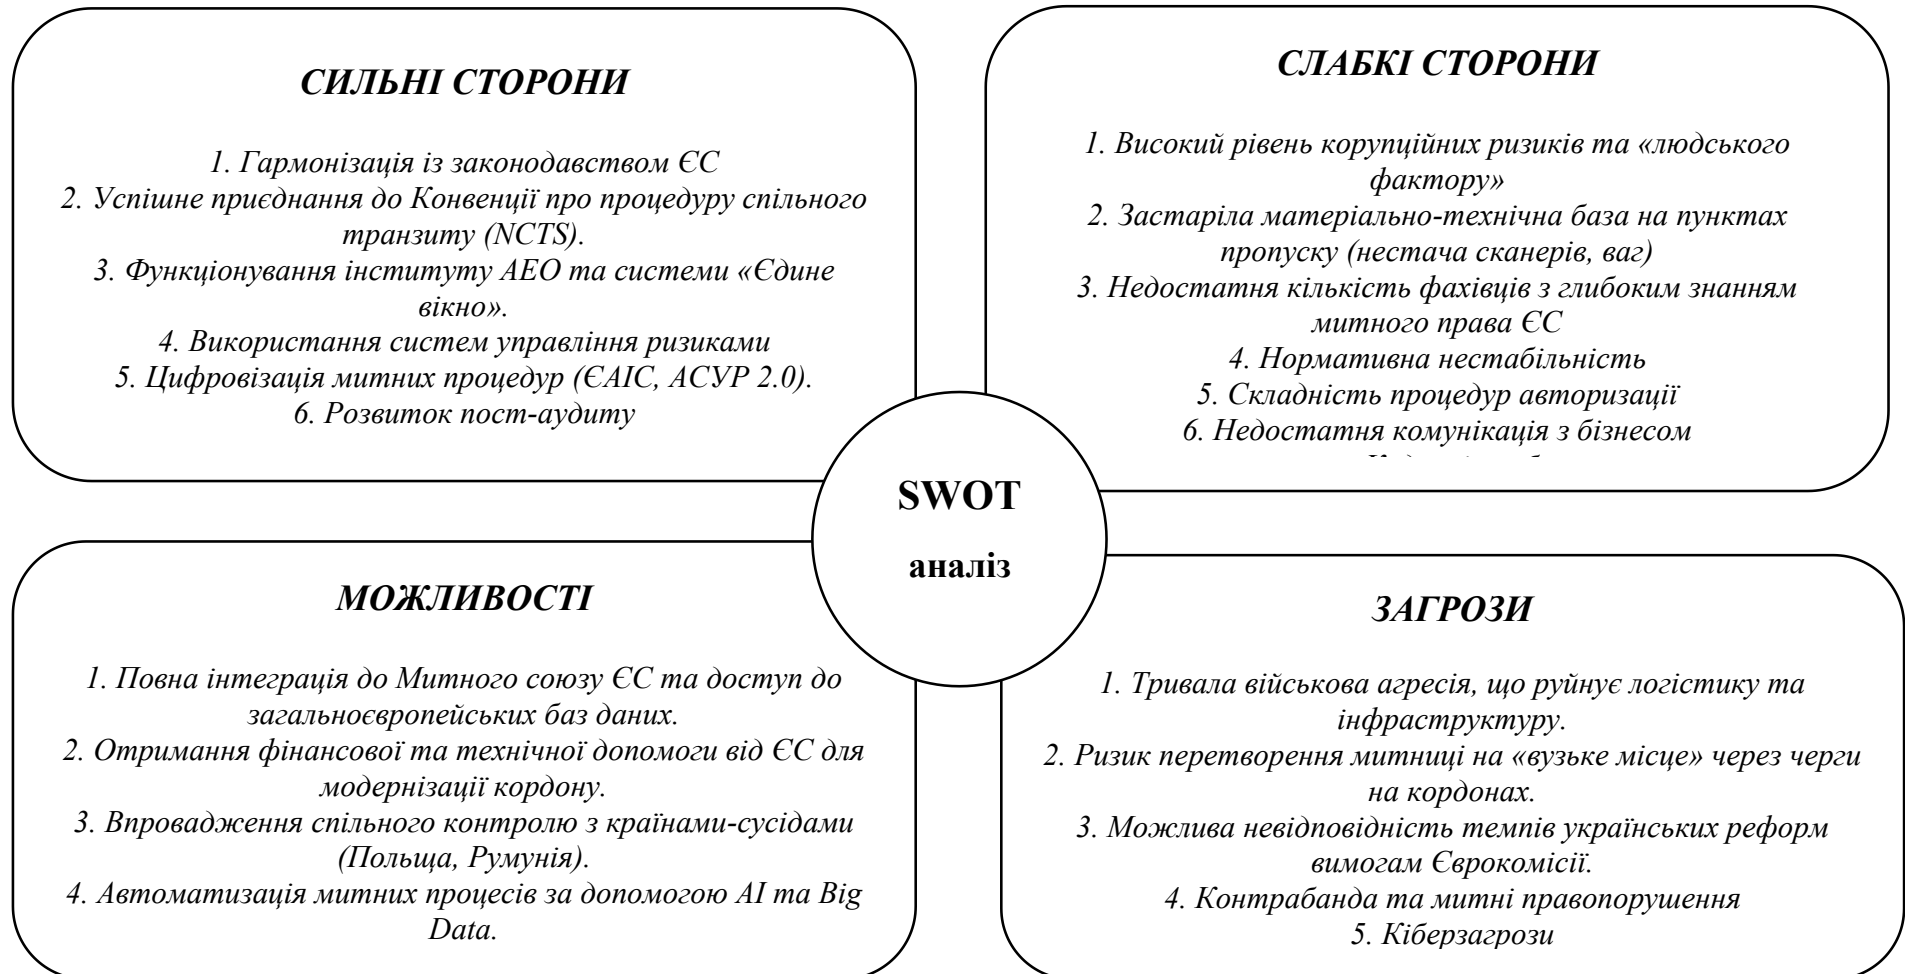 СИЛЬНІ СТОРОНИ
1. Гармонізація із законодавством ЄС
2. Успішне приєднання до Конвенції про процедуру спільного
транзиту (NCTS).
3. Функціонування інституту АЕО та системи «Єдине
вікно».
4. Використання систем управління ризиками
5. Цифровізація митних процедур (ЄАІС, АСУР 2.0).
6. Розвиток пост-аудиту
СЛАБКІ СТОРОНИ
1. Високий рівень корупційних ризиків та «людського
фактору»
2. Застаріла матеріально-технічна база на пунктах
пропуску (нестача сканерів, ваг)
3. Недостатня кількість фахівців з глибоким знанням
митного права ЄС
4. Нормативна нестабільність
5. Складність процедур авторизації
6. Недостатня комунікація з бізнесом
SWOT
аналіз
МОЖЛИВОСТІ
1. Повна інтеграція до Митного союзу ЄС та доступ до
загальноєвропейських баз даних.
2. Отримання фінансової та технічної допомоги від ЄС для
модернізації кордону.
3. Впровадження спільного контролю з країнами-сусідами
(Польща, Румунія).
4. Автоматизація митних процесів за допомогою AI та Big
Data.
ЗАГРОЗИ
1. Тривала військова агресія, що руйнує логістику та
інфраструктуру.
2. Ризик перетворення митниці на «вузьке місце» через черги
на кордонах.
3. Можлива невідповідність темпів українських реформ
вимогам Єврокомісії.
4. Контрабанда та митні правопорушення
5. Кіберзагрози